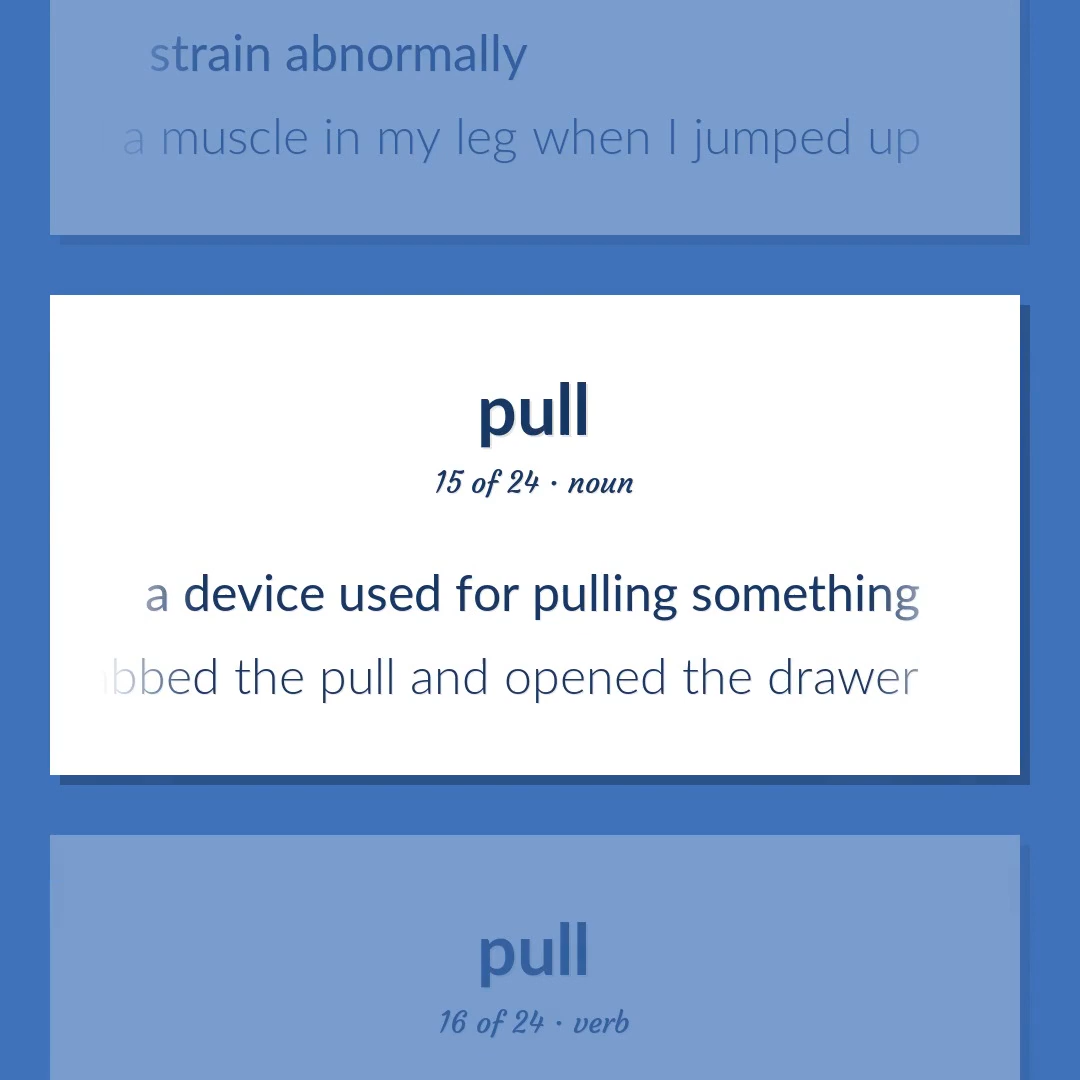 strain abnormally
a muscle in my leg when I jumped up
pull
15 of 24 · noun
a device used for pulling something
the pull and opened the drawer
pull
16 of 24 · verb